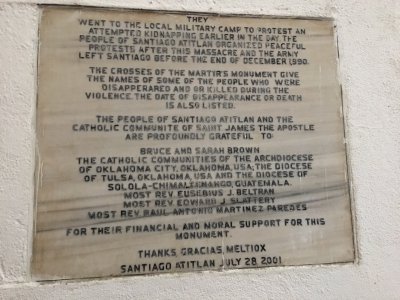 THEY
WENT TO THE LOCAL MILITARY CAMP TO PROTEST AN
ATTEMPTED KIDNAPPING EARLIER IN THE DAY. THE
PEOPLE OF SANTIAGO ATITLAN ORGANIZED PEACEFUL
PROTESTS AFTER THIS MASSACRE AND THE ARMY
LEFT SANTIAGO BEFORE THE END OF DECEMBER 1990.
THE CROSSES OF THE MARTIR'S MONUMENT GIVE
THE NAMES OF SOME OF THE PEOPLE WHO WERE
DISAPPEARED AND OR KILLED DURING THE
VIOLENCE. THE DATE OF DISAPPEARANCE OR DEATH
IS ALSO LISTED.
THE PEOPLE OF SANTIAGO ATITLAN AND THE
CATHOLIC COMMUNITE OF SAINT JAMES THE APOSTLE
ARE PROFOUNDLY GRATEFUL TO:
BRUCE AND SARAH BROWN
THE CATHOLIC COMMUNITIES OF THE ARCHDIOCESE
OF OKLAHOMA CITY, OKLAHOMA, USA; THE DIOCESE
OF TULSA, OKLAHOMA, USA AND THE DIOCESE OF
SOLOLA-CHIMALTENANGO, GUATEMALA.
MOST REV. EUSEBIUS J. BELTRAN
MOST REV. EDWARD J. SLATTERY
MOST REV. RAUL ANTONIO MARTINEZ PAREDES
FOR THEIR FINANCIAL AND MORAL SUPPORT FOR THIS
MONUMENT.
THANKS, GRACIAS, MELTIOX
SANTIAGO ATITLAN JULY 28 2001